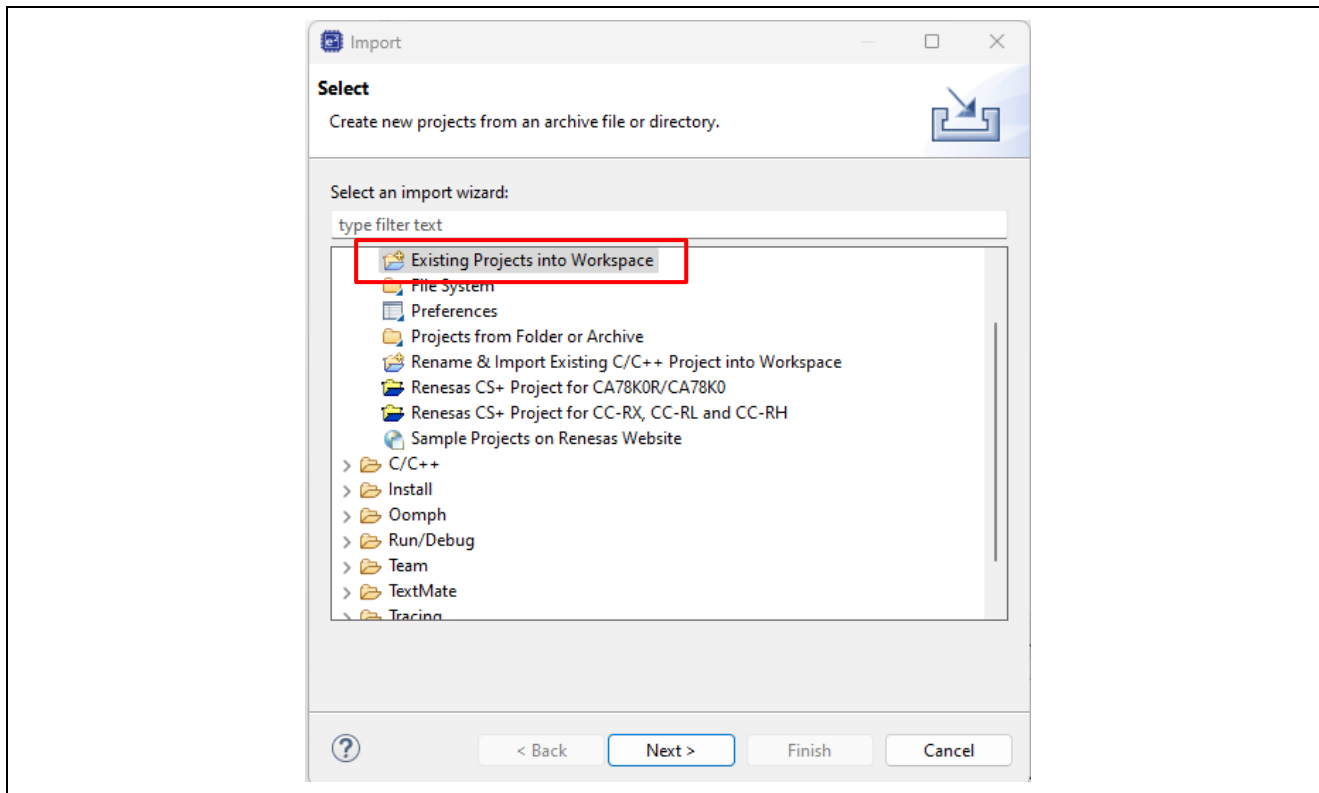 Import
Select
Create new projects from an archive file or directory.
Select an import wizard:
type filter text
Existing Projects into Workspace
File System
Preferences
Projects from Folder or Archive
Rename & Import Existing C/C++ Project into Workspace
Renesas CS+ Project for CA78K0R/CA78K0
Renesas CS+ Project for CC-RX, CC-RL and CC-RH
Sample Projects on Renesas Website
C/C++
Install
Oomph
Run/Debug
Team
TextMate
Tracing
? < Back Next > Finish Cancel